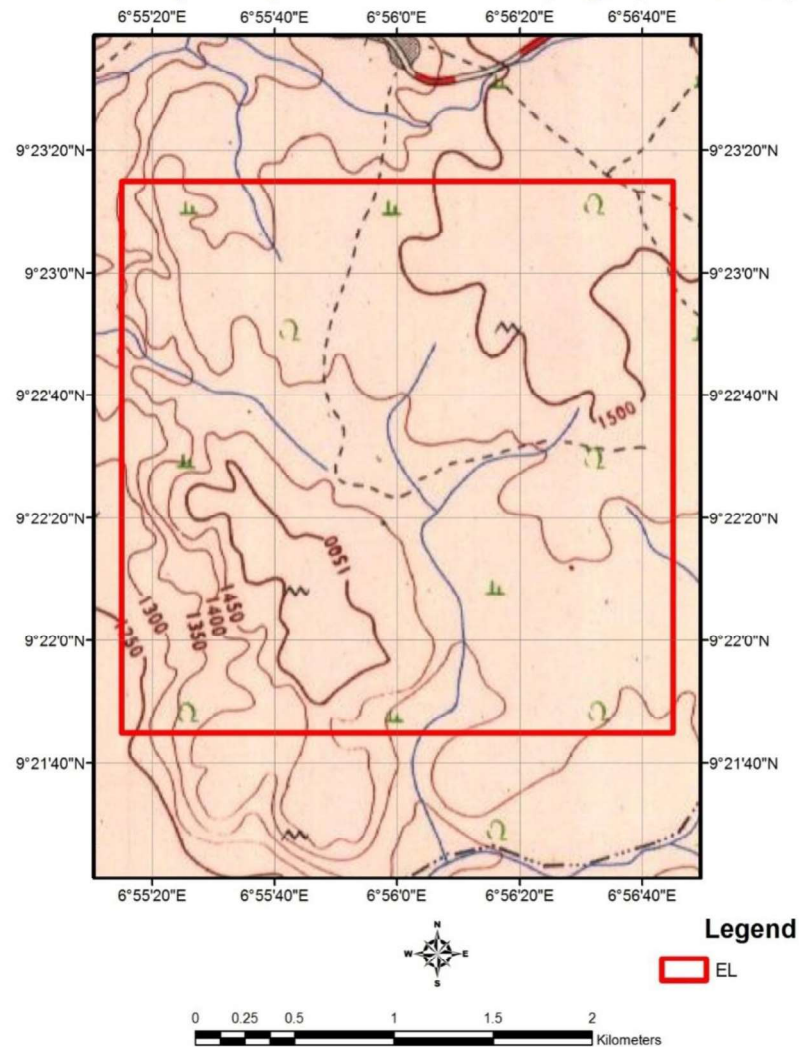 6°55'20"E 6°55'40"E 6°56'0"E 6°56'20"E 6°56'40"E
9°23'20"N 9°23'20"N
9°23'0"N 9°23'0"N
9°22'40"N 9°22'40"N
1500
9°22'20"N 9°22'20"N
1500
1450
1400
1350
1300
1250
9°22'0"N 9°22'0"N
9°21'40"N 9°21'40"N
6°55'20"E 6°55'40"E 6°56'0"E 6°56'20"E 6°56'40"E
N
W E
S
Legend
EL
0 0.25 0.5 1 1.5 2
Kilometers